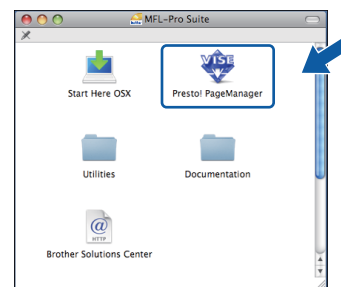 MFL-Pro Suite
VISE
Start Here OSX
Presto! PageManager
Utilities
Documentation
@
HTTP
Brother Solutions Center